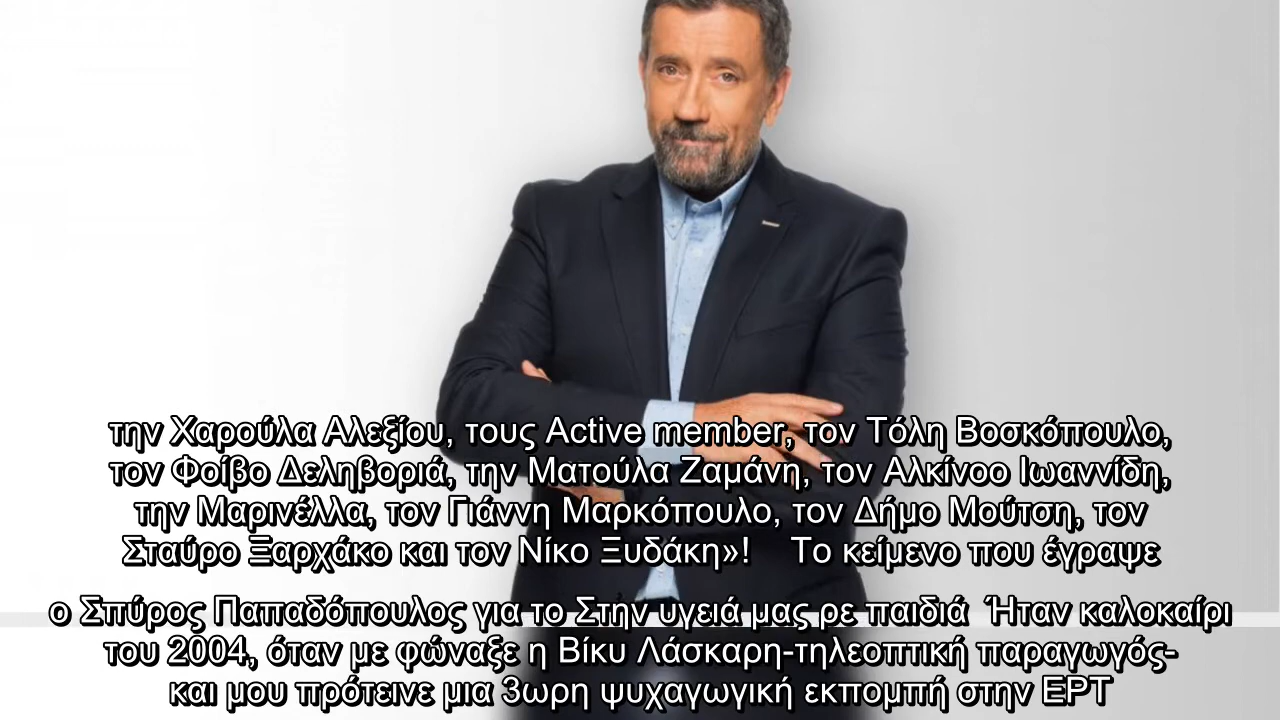 την Χαρούλα Αλεξίου, τους Active member, τον Τόλη Βοσκόπουλο,
τον Φοίβο Δεληβοριά, την Ματούλα Ζαμάνη, τον Αλκίνοο Ιωαννίδη,
την Μαρινέλλα, τον Γιάννη Μαρκόπουλο, τον Δήμο Μούτση, τον
Σταύρο Ξαρχάκο και τον Νίκο Ξυδάκη»! Το κείμενο που έγραψε
ο Σπύρος Παπαδόπουλος για το Στην υγειά μας ρε παιδιά Ήταν καλοκαίρι
του 2004, όταν με φώναξε η Βίκυ Λάσκαρη-τηλεοπτική παραγωγός-
και μου πρότεινε μια 3ωρη ψυχαγωγική εκπομπή στην ΕΡΤ